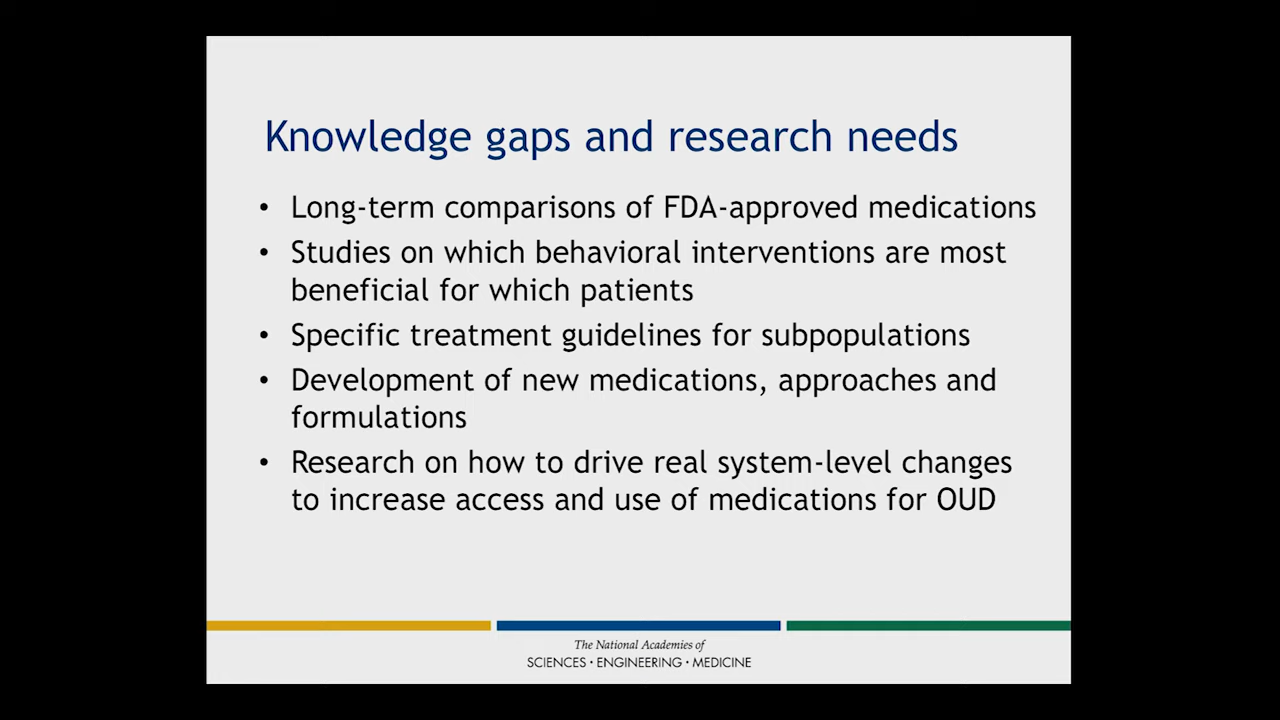 Knowledge gaps and research needs
• Long-term comparisons of FDA-approved medications
• Studies on which behavioral interventions are most
beneficial for which patients
• Specific treatment guidelines for subpopulations
• Development of new medications, approaches and
formulations
• Research on how to drive real system-level changes
to increase access and use of medications for OUD
The National Academies of
SCIENCES · ENGINEERING · MEDICINE